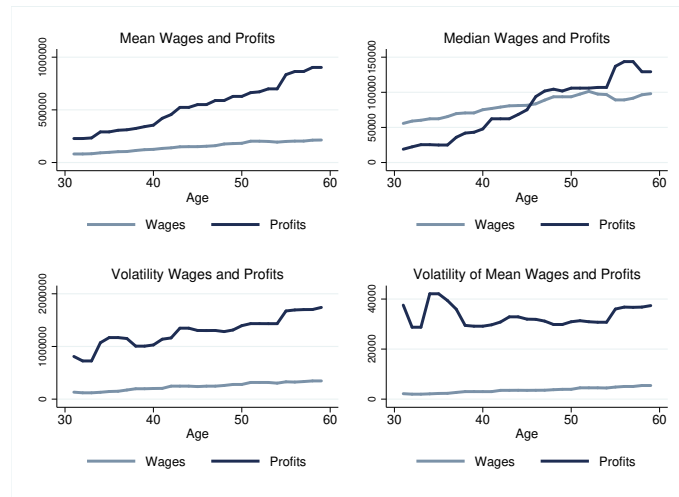 Mean Wages and Profits
1000000
500000
0
30 40 50 60
Age
Wages Profits
Median Wages and Profits
150000
100000
50000
0
30 40 50 60
Age
Wages Profits
Volatility Wages and Profits
2000000
1000000
0
30 40 50 60
Age
Wages Profits
Volatility of Mean Wages and Profits
40000
20000
0
30 40 50 60
Age
Wages Profits